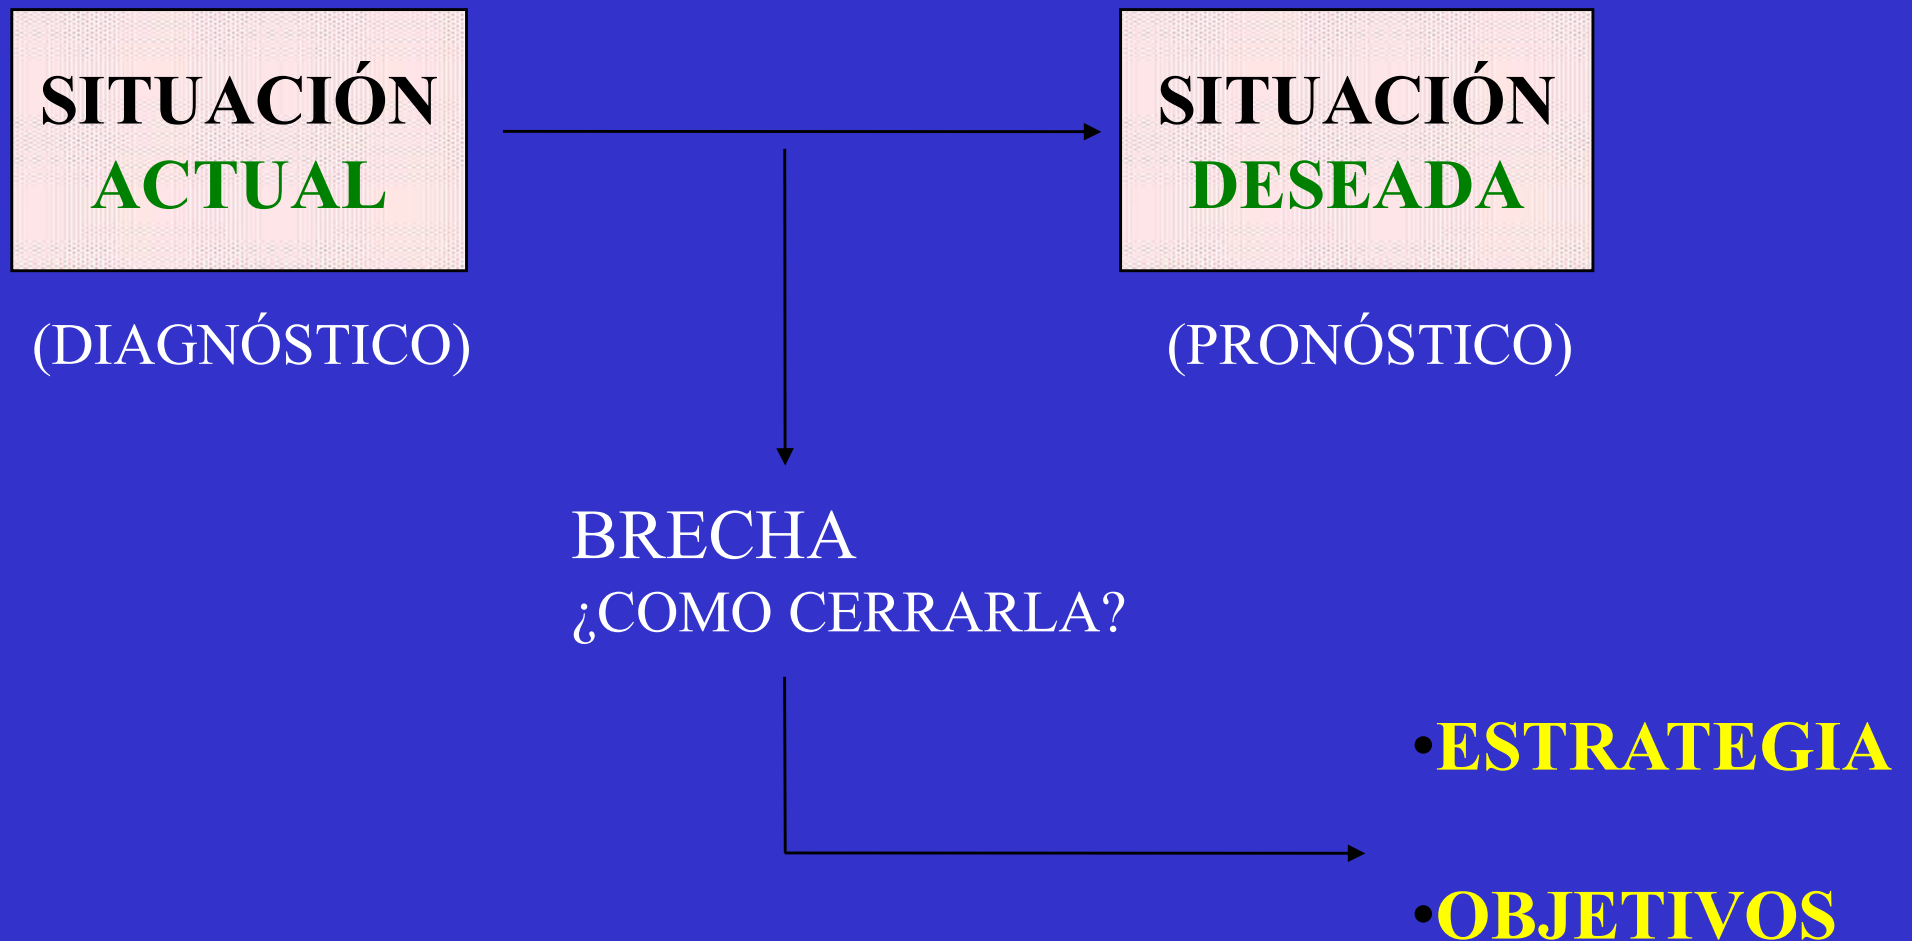 SITUACIÓN
ACTUAL
(DIAGNÓSTICO)
SITUACIÓN
DESEADA
(PRONÓSTICO)
BRECHA
¿COMO CERRARLA?
•ESTRATEGIA
•OBJETIVOS